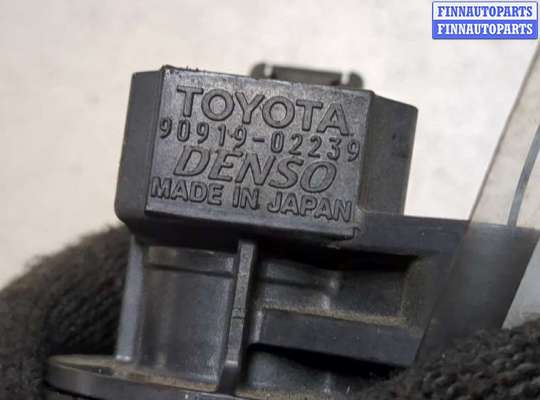 FINNAUTOPARTS
FINNAUTOPARTS
TOYOTA
90919-02239
DENSO
MADE IN JAPAN